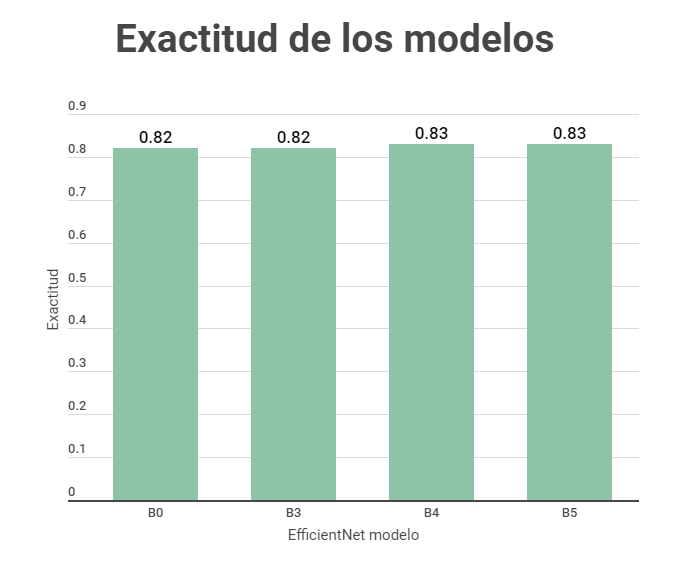 Exactitud de los modelos
0.9
0.8
0.7
0.6
0.5
0.4
0.3
0.2
0.1
0
Exactitud
0.82
0.82
0.83
0.83
B0
B3
B4
B5
EfficientNet modelo